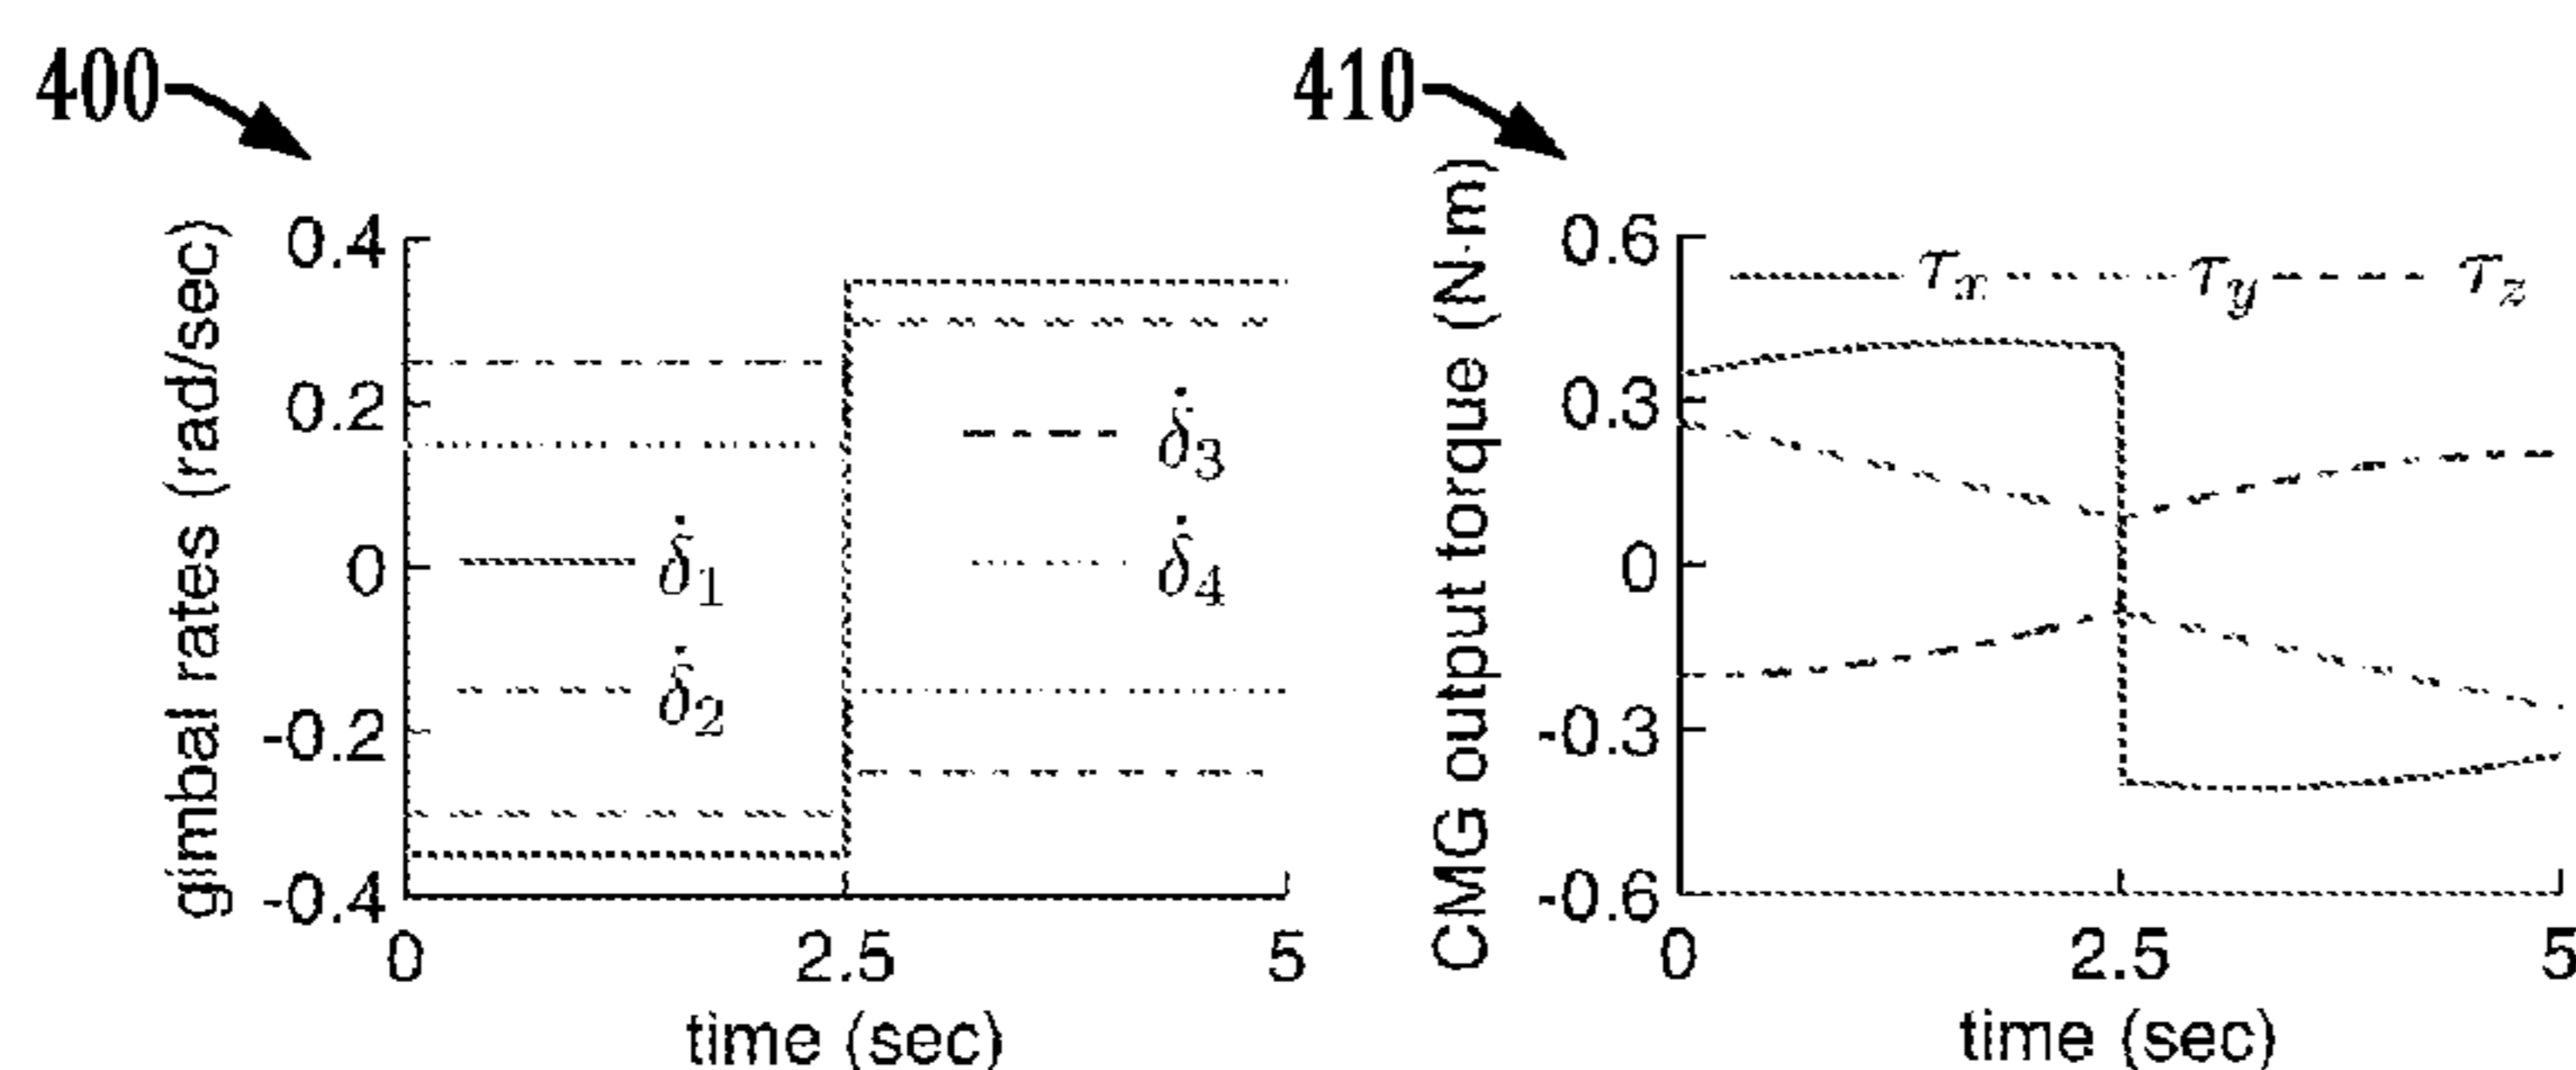 400
gimbal rates (rad/sec)
0.4
0.2
0
-0.2
-0.4
δ̇1
δ̇2
δ̇3
δ̇4
0 2.5 5
time (sec)
410
CMG output torque (N·m)
0.6
0.3
0
-0.3
-0.6
τx τy τz
0 2.5 5
time (sec)